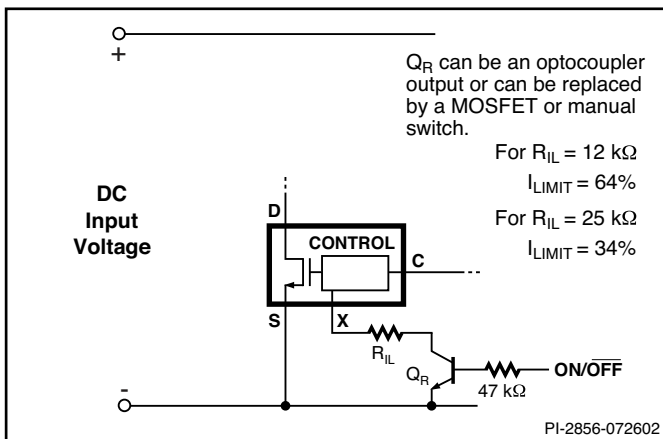 +
Q_R can be an optocoupler
output or can be replaced
by a MOSFET or manual
switch.
For R_IL = 12 kΩ
I_LIMIT = 64%
For R_IL = 25 kΩ
I_LIMIT = 34%
DC
Input
Voltage
D
CONTROL
C
S
X
R_IL
Q_R
47 kΩ
ON/O̅F̅F̅
-
PI-2856-072602